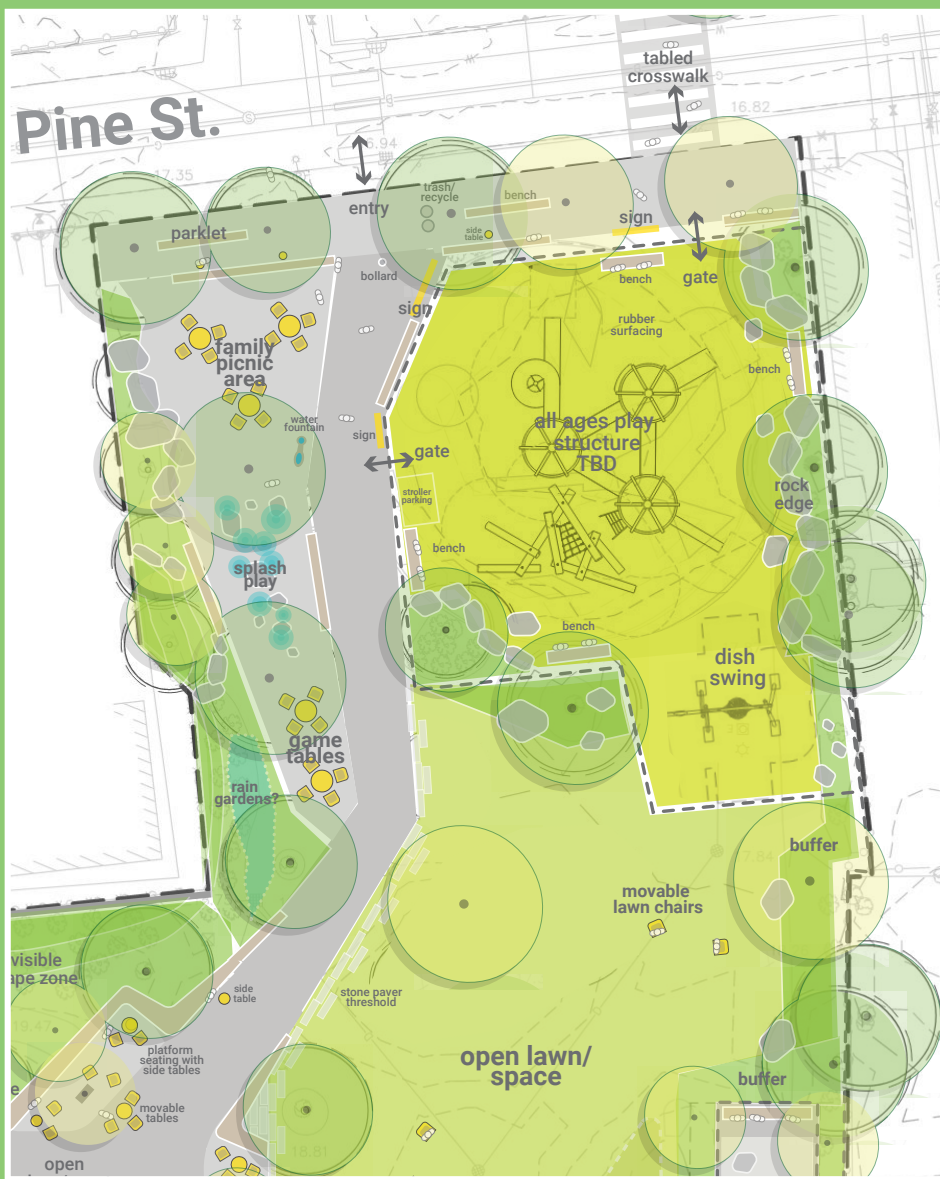 tabled
crosswalk
16.82
Pine St.
6.94
17.35
trash/
recycle
bench
entry
sign
parklet
side
table
bollard
gate
bench
sign
rubber
surfacing
family
picnic
area
bench
water
fountain
all ages play
structure
TBD
sign
gate
stroller
parking
rock
edge
bench
splash
play
bench
dish
swing
game
tables
rain
gardens?
buffer
17.84
movable
lawn chairs
visible
ape zone
side
table
stone paver
threshold
19.47
platform
seating with
side tables
open lawn/
space
buffer
e
movable
tables
18.81
open